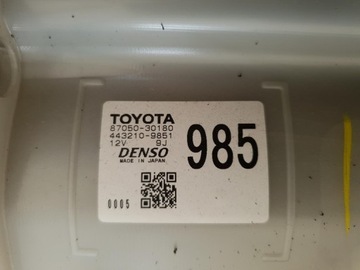 TOYOTA
87050-30180
443210-9851
12V 9J
DENSO
MADE IN JAPAN.
985
0005